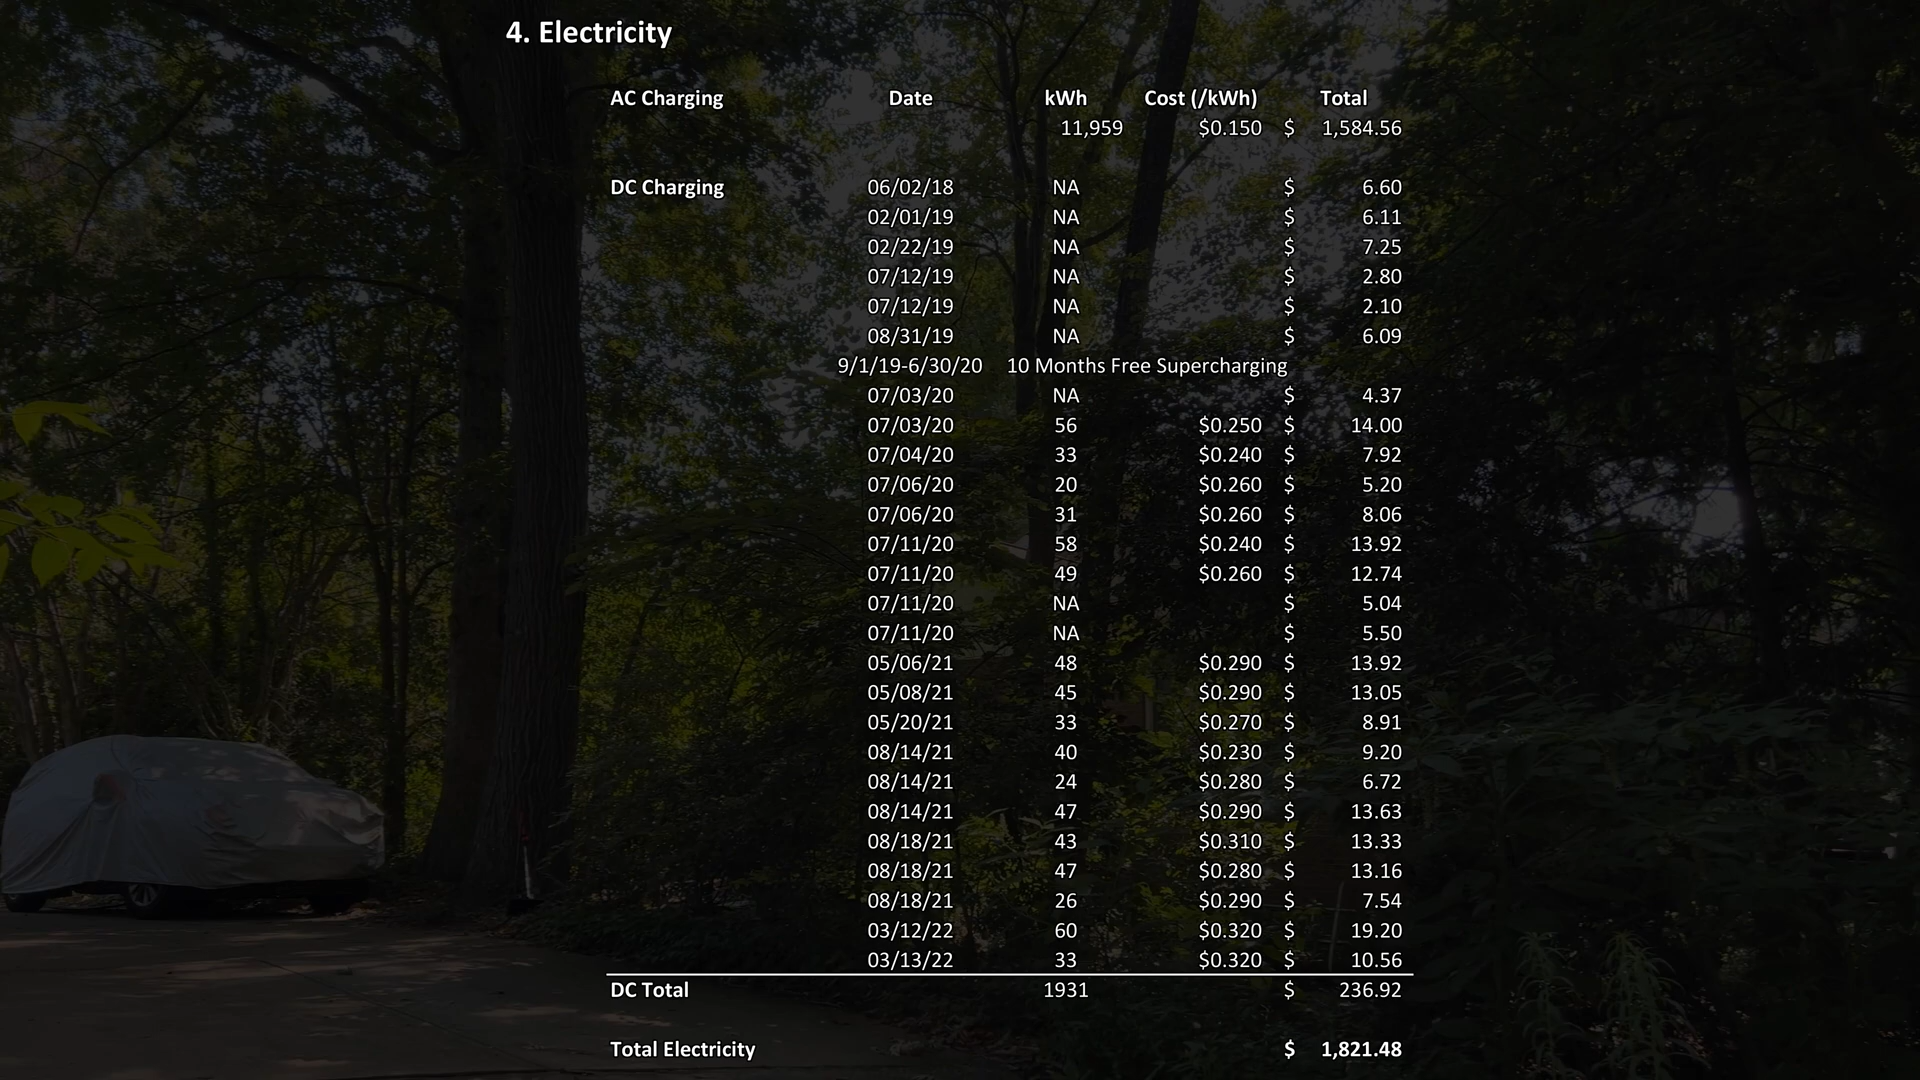 4. Electricity
AC Charging Date kWh Cost (/kWh) Total
11,959 $0.150 $ 1,584.56
DC Charging 06/02/18 NA $ 6.60
02/01/19 NA $ 6.11
02/22/19 NA $ 7.25
07/12/19 NA $ 2.80
07/12/19 NA $ 2.10
08/31/19 NA $ 6.09
9/1/19-6/30/20 10 Months Free Supercharging
07/03/20 NA $ 4.37
07/03/20 56 $0.250 $ 14.00
07/04/20 33 $0.240 $ 7.92
07/06/20 20 $0.260 $ 5.20
07/06/20 31 $0.260 $ 8.06
07/11/20 58 $0.240 $ 13.92
07/11/20 49 $0.260 $ 12.74
07/11/20 NA $ 5.04
07/11/20 NA $ 5.50
05/06/21 48 $0.290 $ 13.92
05/08/21 45 $0.290 $ 13.05
05/20/21 33 $0.270 $ 8.91
08/14/21 40 $0.230 $ 9.20
08/14/21 24 $0.280 $ 6.72
08/14/21 47 $0.290 $ 13.63
08/18/21 43 $0.310 $ 13.33
08/18/21 47 $0.280 $ 13.16
08/18/21 26 $0.290 $ 7.54
03/12/22 60 $0.320 $ 19.20
03/13/22 33 $0.320 $ 10.56
DC Total 1931 $ 236.92
Total Electricity $ 1,821.48